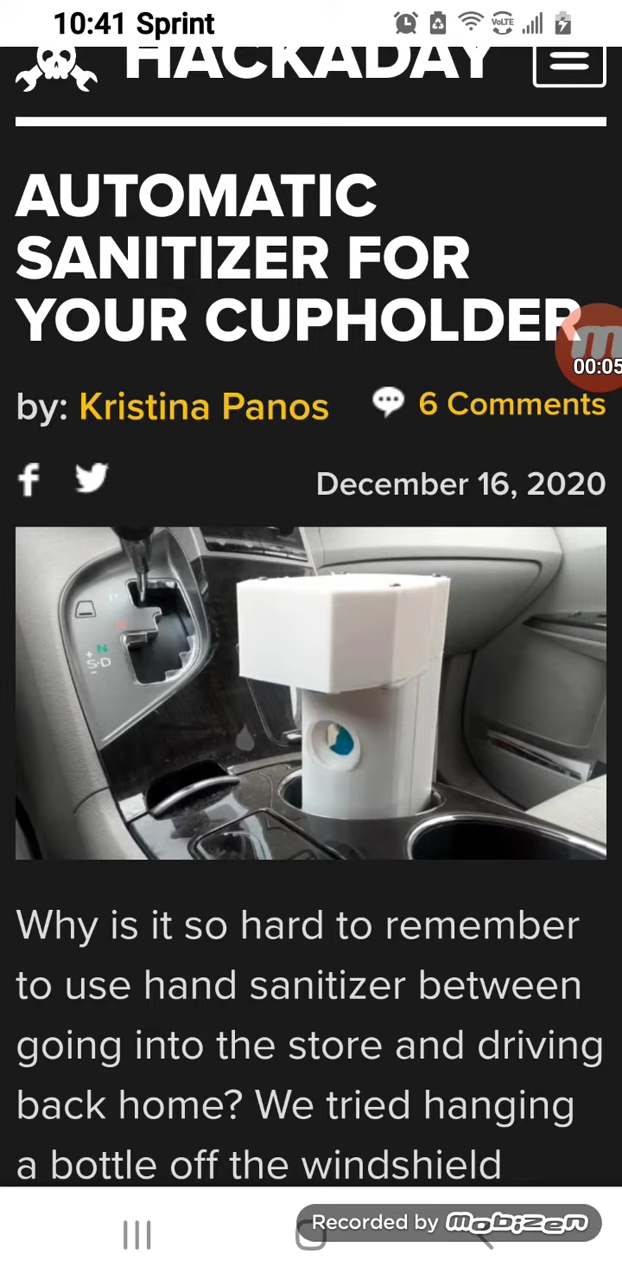 10:41 Sprint
VoLTE
HACKADAY
AUTOMATIC
SANITIZER FOR
YOUR CUPHOLDER
00:05
by: Kristina Panos
6 Comments
December 16, 2020
N
S-D
Why is it so hard to remember
to use hand sanitizer between
going into the store and driving
back home? We tried hanging
a bottle off the windshield
Recorded by mobizen